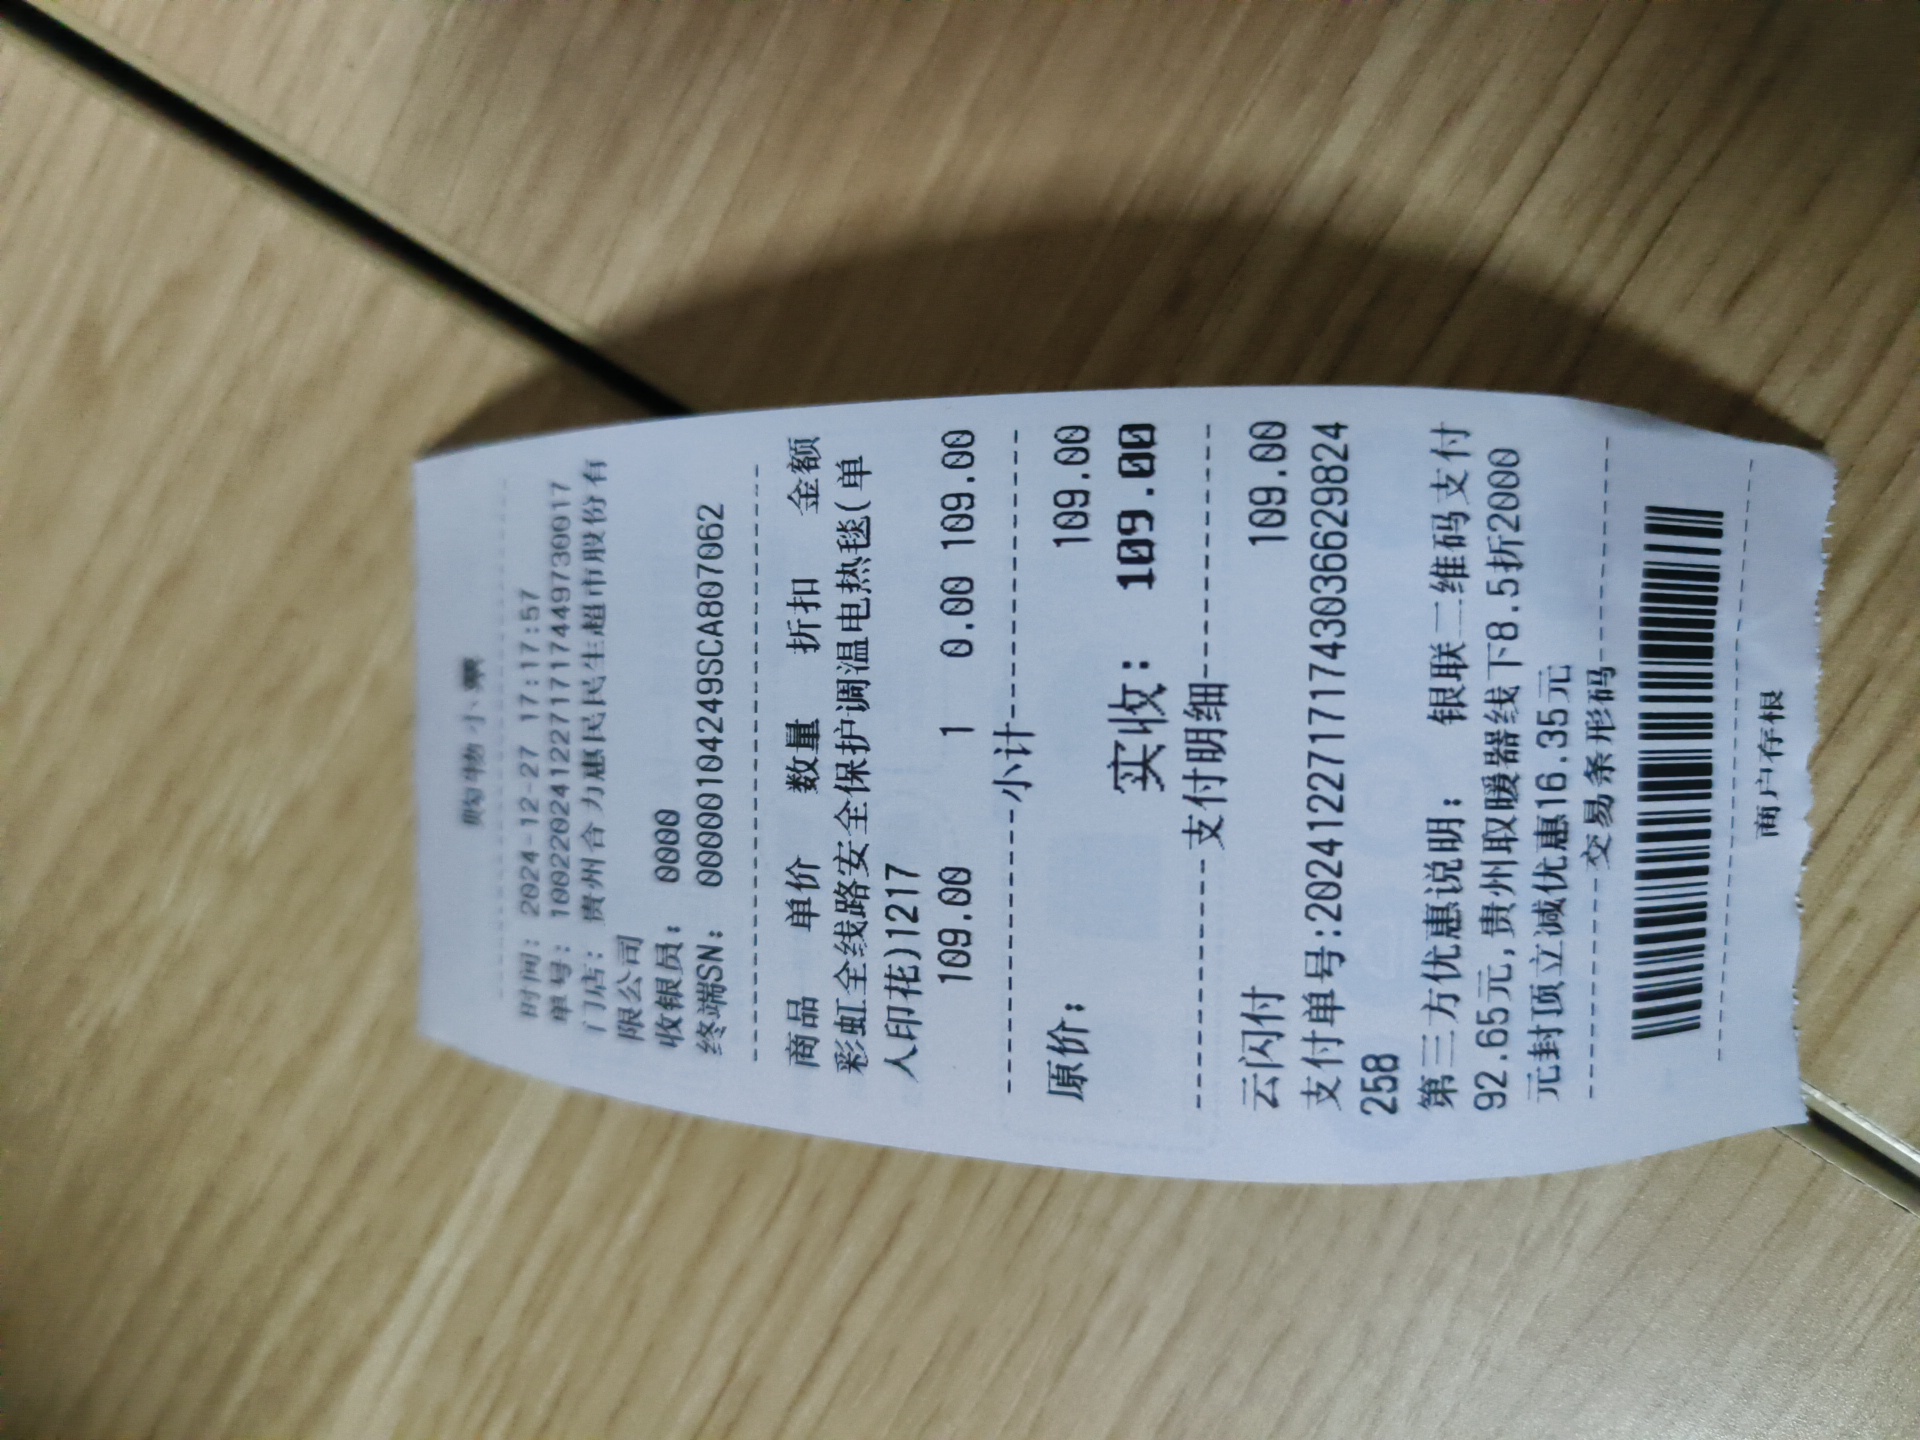 购物小票
时间: 2024-12-27 17:17:57
单号: 10022024122717174497300​17
门店: 贵州合力惠民民生超市股份有
限公司
收银员: 0000
终端SN: 00000104249SCA807062
商品 单价 数量 折扣 金额
彩虹全线路安全保护调温电热毯(单
人印花)1217
109.00 1 0.00 109.00
小计
原价: 109.00
实收: 109.00
支付明细
云闪付 109.00
支付单号:20241227171743036629824
258
第三方优惠说明: 银联二维码支付
92.65元,贵州取暖器线下8.5折2000
元封顶立减优惠16.35元
交易条形码
商户存根